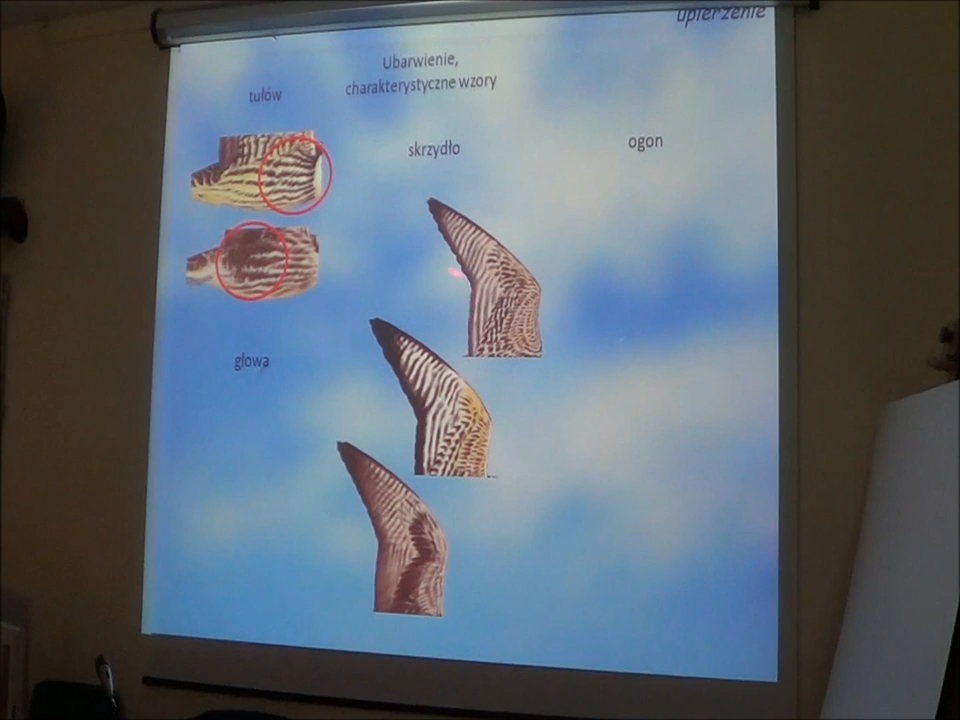 upierzenie
Ubarwienie,
charakterystyczne wzory
tułów
skrzydło
ogon
głowa